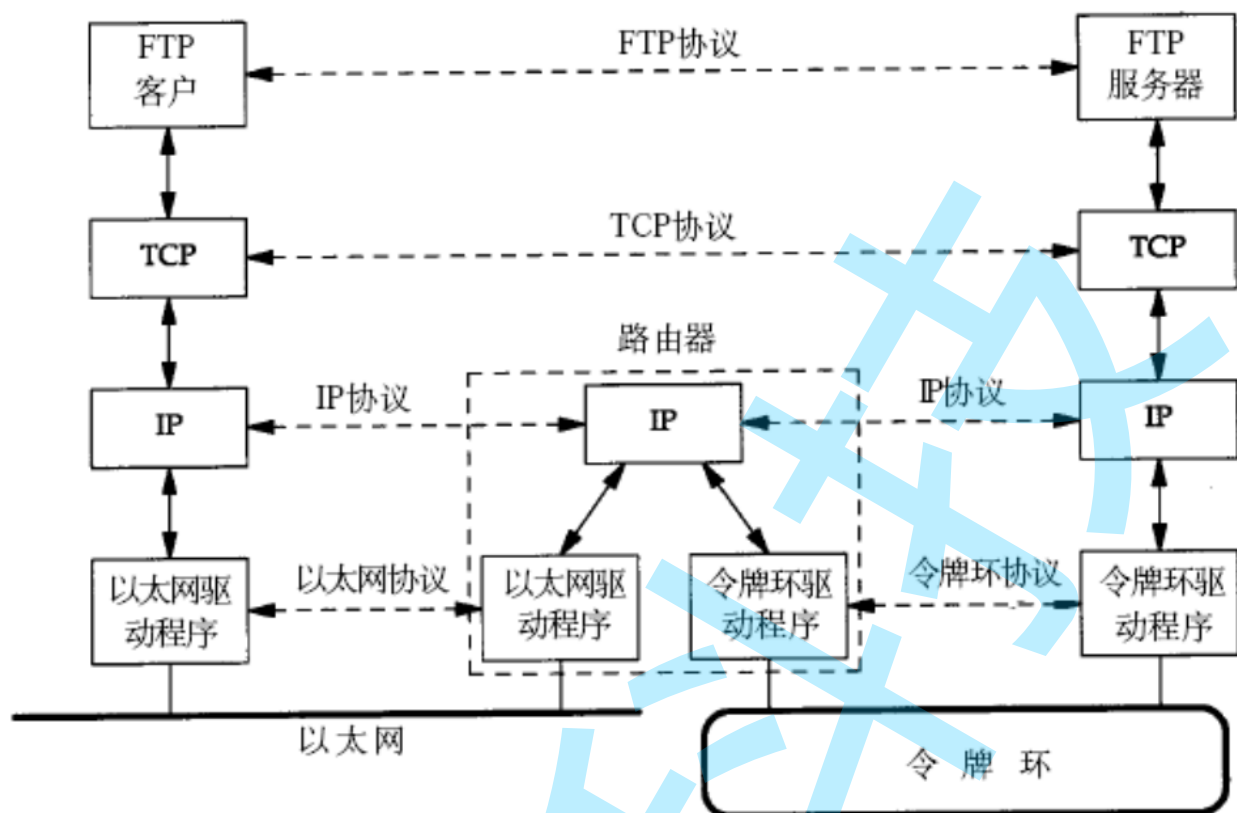 FTP
客户
FTP协议
FTP
服务器
TCP
TCP协议
TCP
路由器
IP
IP协议
IP
IP协议
IP
以太网驱
动程序
以太网协议
以太网驱
动程序
令牌环驱
动程序
令牌环协议
令牌环驱
动程序
以太网
令牌环